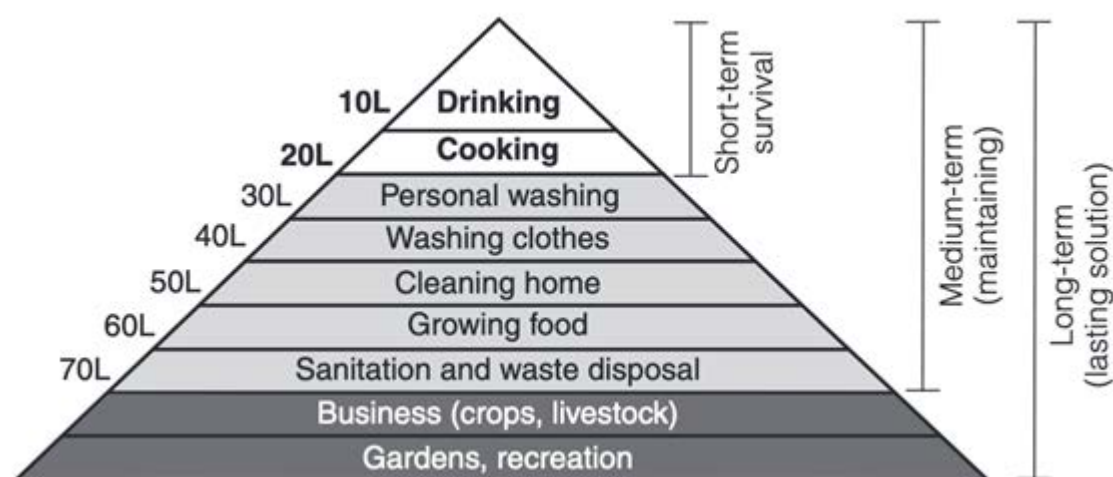 10L Drinking
20L Cooking
30L Personal washing
40L Washing clothes
50L Cleaning home
60L Growing food
70L Sanitation and waste disposal
Business (crops, livestock)
Gardens, recreation
Short-term
survival
Medium-term
(maintaining)
Long-term
(lasting solution)